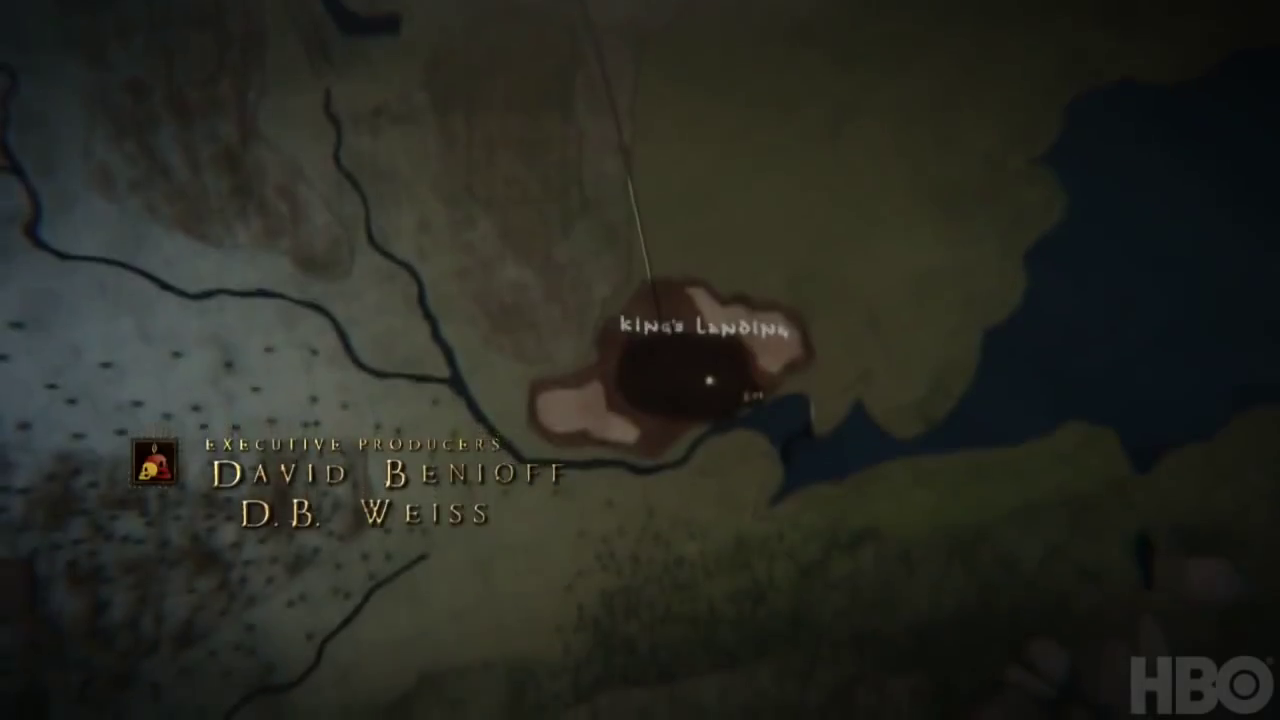 King's Landing
EXECUTIVE PRODUCERS
DAVID BENIOFF
D.B. WEISS
HBO